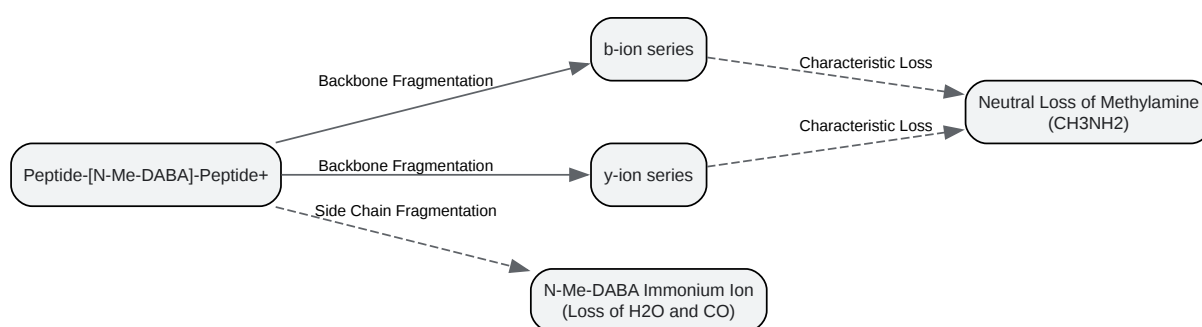 b-ion series
Backbone Fragmentation
Characteristic Loss
Neutral Loss of Methylamine
(CH3NH2)
Characteristic Loss
Peptide-[N-Me-DABA]-Peptide+
Backbone Fragmentation
y-ion series
Side Chain Fragmentation
N-Me-DABA Immonium Ion
(Loss of H2O and CO)